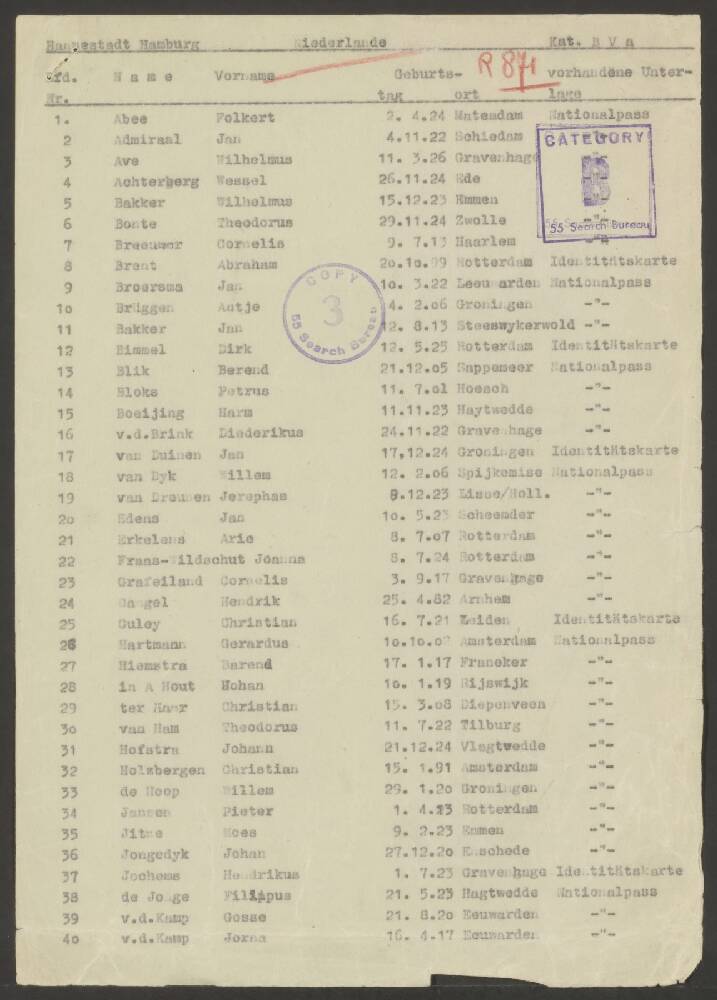 Hansestadt Hamburg Niederlande Kat. B V a
R 871
Lfd. Name Vorname Geburts- vorhandene Unter-
Nr. tag ort lage
1. Abee Folkert 2. 4.24 Matemdam Nationalpass
2 Admiraal Jan 4.11.22 Schiedam -"-
3 Ave Wilhelmus 11. 3.26 Gravenhage -"-
4 Achterberg Wessel 26.11.24 Ede -"-
5 Bakker Wilhelmus 15.12.23 Emmen -"-
6 Bonte Theodorus 29.11.24 Zwolle -"-
7 Breeuwer Cornelis 9. 7.13 Haarlem -"-
CATEGORY
B
55 Search Bureau
8 Brent Abraham 20.10.99 Rotterdam Identitätskarte
9 Broersma Jan 10. 3.22 Leeuwarden Nationalpass
10 Brüggen Antje 4. 2.06 Groningen -"-
11 Bakker Jan 12. 8.13 Steeswykerwold -"-
COPY
3
55 Search Bureau
12 Bimmel Dirk 12. 5.25 Rotterdam Identitätskarte
13 Blik Berend 21.12.05 Sappemeer Nationalpass
14 Bloks Petrus 11. 7.01 Hoesch -"-
15 Boeijing Harm 11.11.23 Haytwedde -"-
16 v.d.Brink Diederikus 24.11.22 Gravenhage -"-
17 van Duinen Jan 17.12.24 Groningen Identitätskarte
18 van Dyk Willem 12. 2.06 Spijkemise Nationalpass
19 van Dreunen Jerephas 8.12.23 Lisse/Holl. -"-
20 Edens Jan 10. 5.23 Scheemder -"-
21 Erkelens Arie 8. 7.07 Rotterdam -"-
22 Frans-Wildschut Joanna 8. 7.24 Rotterdam -"-
23 Grafeiland Cornelis 3. 9.17 Gravenhage -"-
24 Gangel Hendrik 25. 4.82 Arnhem -"-
25 Guley Christian 16. 7.21 Leiden Identitätskarte
26 Hartmann Gerardus 10.10.07 Amsterdam Nationalpass
27 Hiemstra Barend 17. 1.17 Franeker -"-
28 in A Hout Hohan 10. 1.19 Rijswijk -"-
29 ter Haar Christian 15. 3.08 Diepenveen -"-
30 van Ham Theodorus 11. 7.22 Tilburg -"-
31 Hofstra Johann 21.12.24 Vlagtwedde -"-
32 Holzbergen Christian 15. 1.91 Amsterdam -"-
33 de Hoop Willem 29. 1.20 Groningen -"-
34 Jansen Pieter 1. 4.23 Rotterdam -"-
35 Jitse Koes 9. 2.23 Emmen -"-
36 Jongedyk Johan 27.12.20 Enschede -"-
37 Jochems Hendrikus 1. 7.23 Gravenhage Identitätskarte
38 de Jonge Filippus 21. 5.23 Hagtwedde Nationalpass
39 v.d.Kamp Gosse 21. 8.20 Eeuwarden -"-
40 v.d.Kamp Jorna 16. 4.17 Eeuwarden -"-